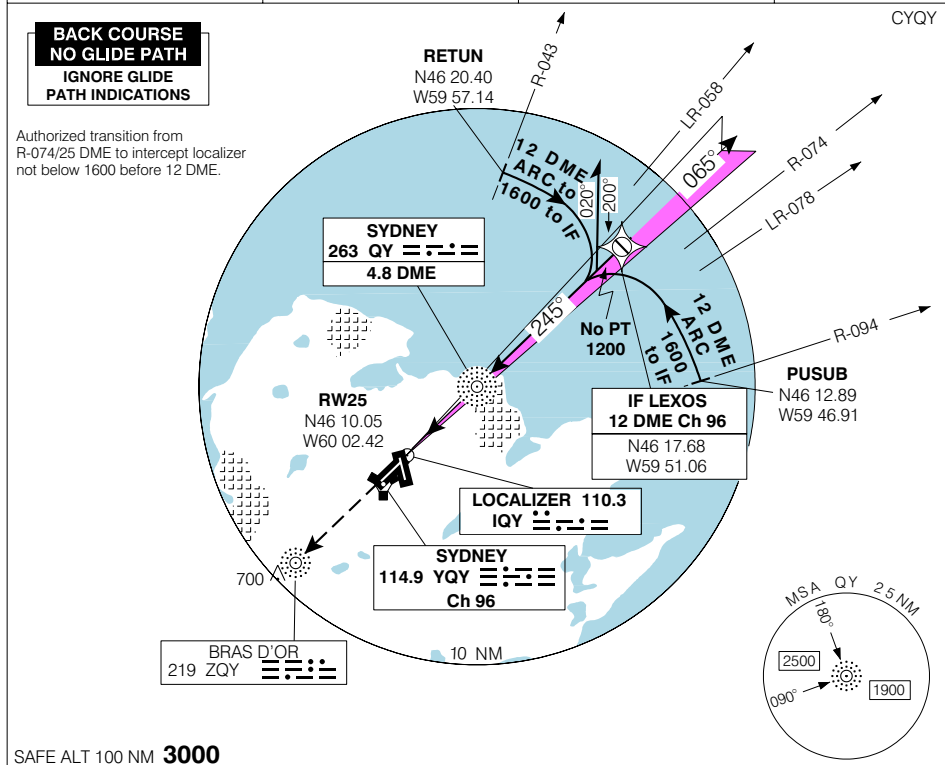 CYQY
BACK COURSE
NO GLIDE PATH
IGNORE GLIDE
PATH INDICATIONS
Authorized transition from
R-074/25 DME to intercept localizer
not below 1600 before 12 DME.
RETUN
N46 20.40
W59 57.14
R-043
LR-058
R-074
LR-078
R-094
12 DME
ARC to
1600 to IF
020°
200°
065°
SYDNEY
263 QY
4.8 DME
245°
No PT
1200
12 DME
ARC
1600
to IF
PUSUB
N46 12.89
W59 46.91
IF LEXOS
12 DME Ch 96
N46 17.68
W59 51.06
RW25
N46 10.05
W60 02.42
LOCALIZER 110.3
IQY
SYDNEY
114.9 YQY
Ch 96
700
BRAS D'OR
219 ZQY
10 NM
MSA QY 25 NM
180°
2500
090°
1900
SAFE ALT 100 NM 3000